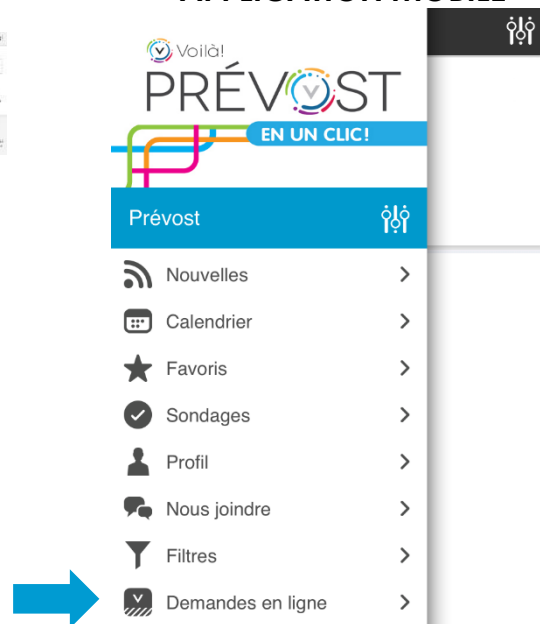 Voilà!
PRÉVOST
EN UN CLIC!
Prévost
Nouvelles
Calendrier
Favoris
Sondages
Profil
Nous joindre
Filtres
Demandes en ligne